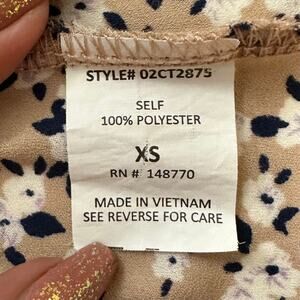 STYLE# 02CT2875
SELF
100% POLYESTER
XS
RN # 148770
MADE IN VIETNAM
SEE REVERSE FOR CARE